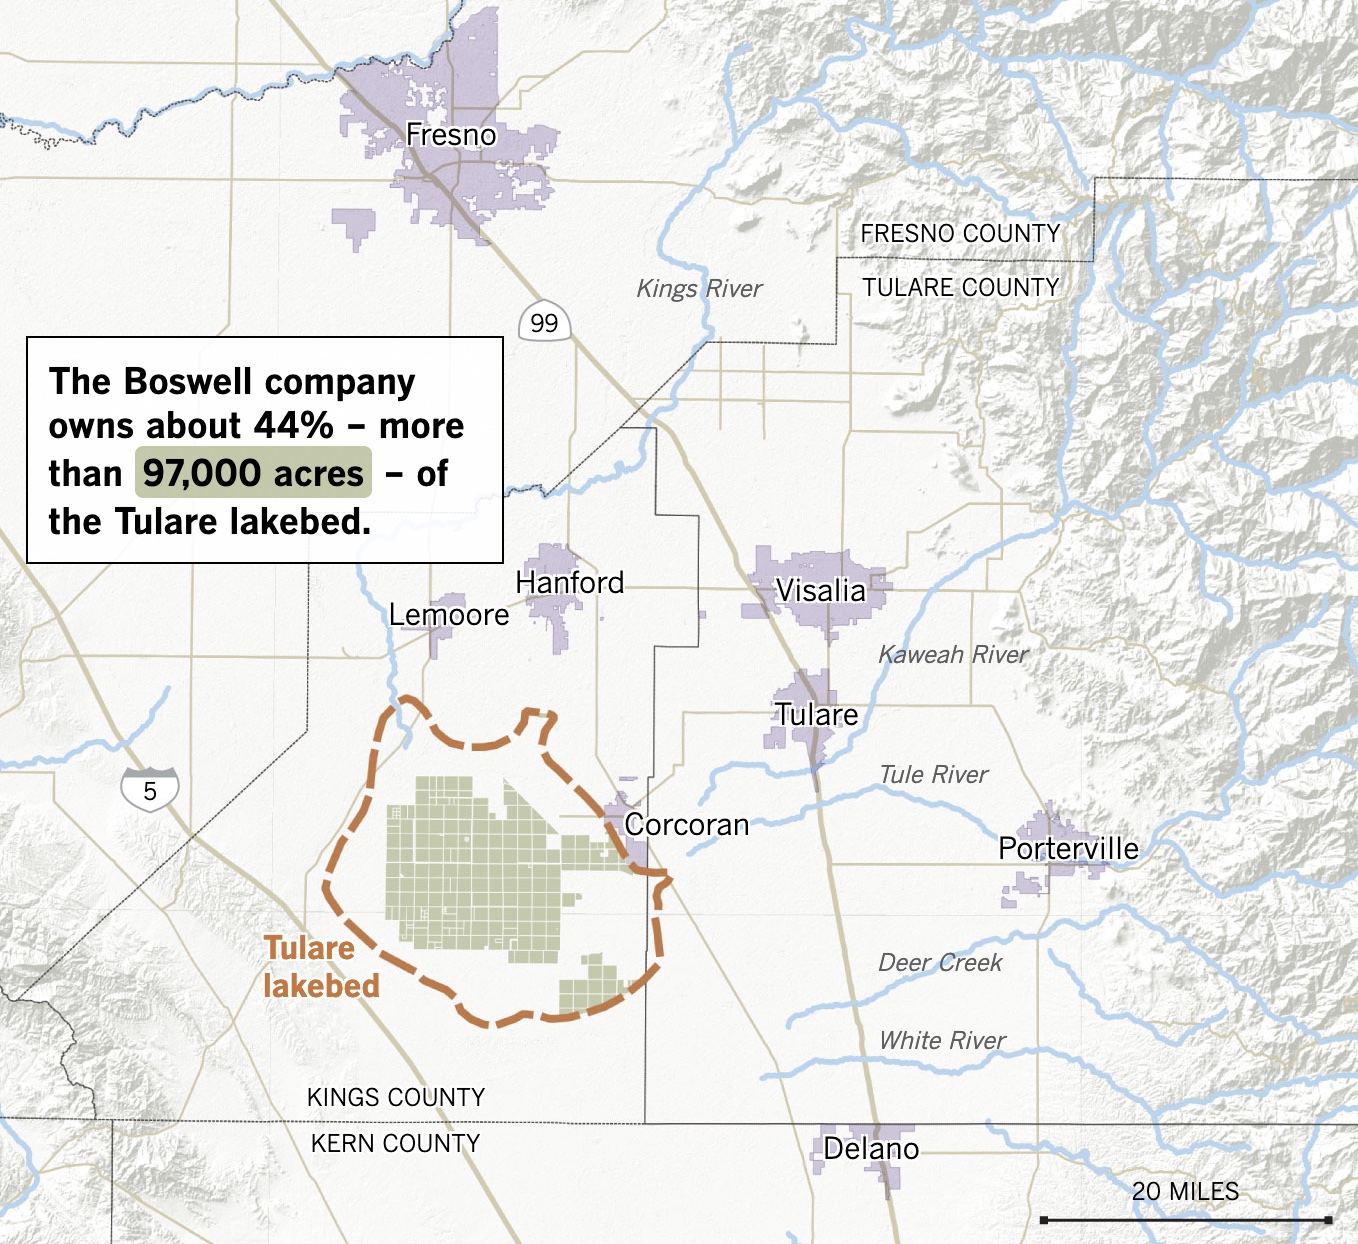 Fresno
FRESNO COUNTY
TULARE COUNTY
Kings River
99
The Boswell company
owns about 44% – more
than 97,000 acres – of
the Tulare lakebed.
Hanford
Visalia
Lemoore
Kaweah River
Tulare
Tule River
5
Corcoran
Porterville
Tulare
lakebed
Deer Creek
White River
KINGS COUNTY
KERN COUNTY
Delano
20 MILES